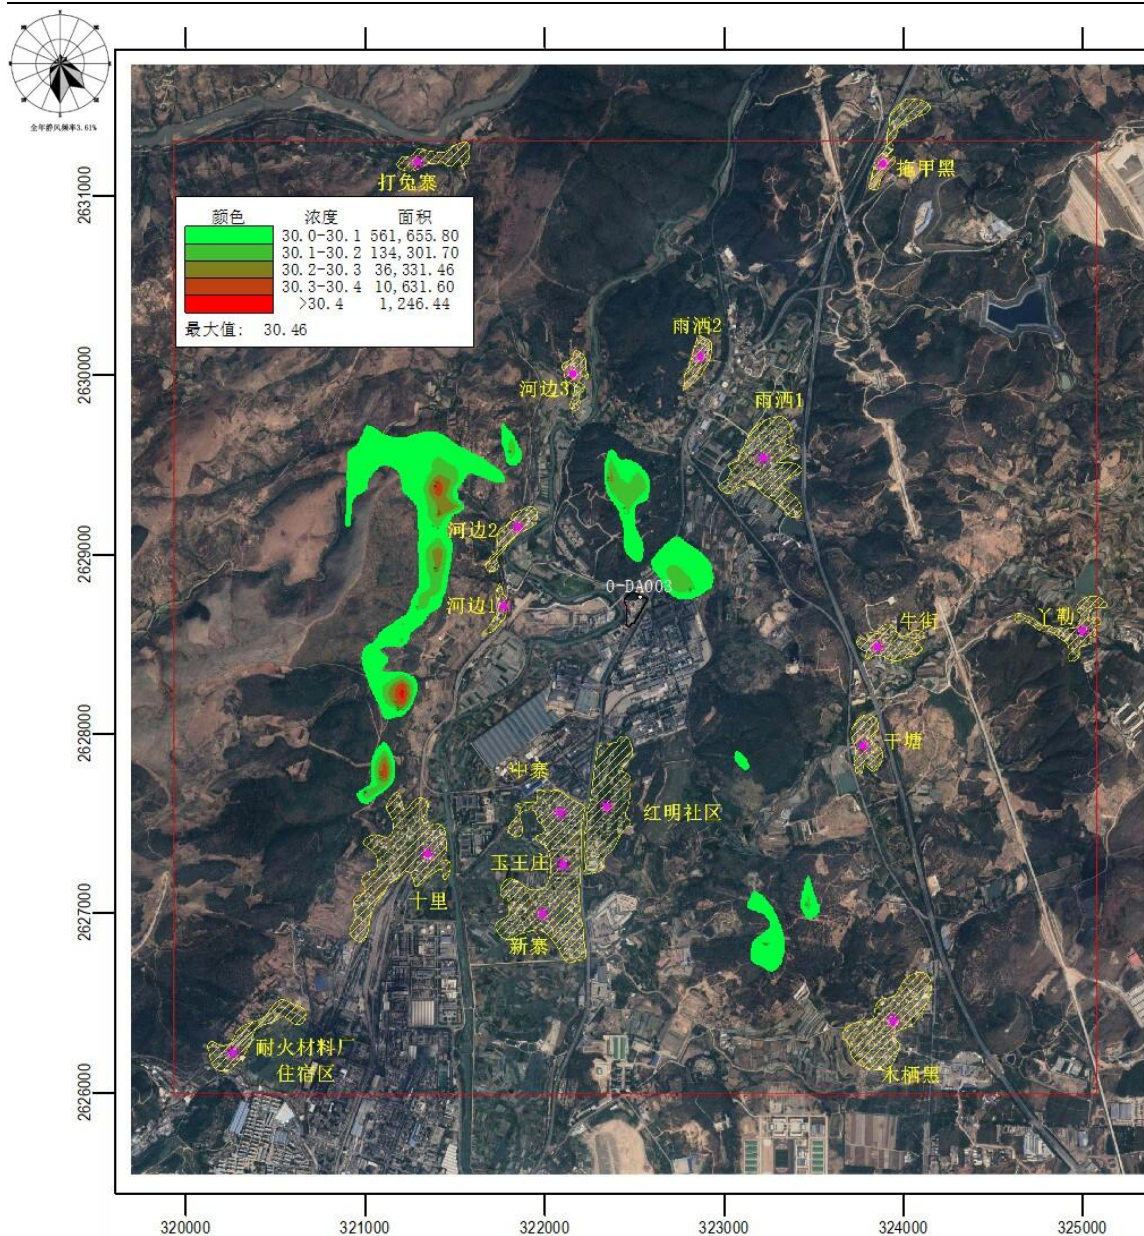 全年静风频率3.61%
2631000
2630000
2629000
2628000
2627000
2626000
打兔寨
拖甲黑
颜色 浓度 面积
30.0-30.1 561,655.80
30.1-30.2 134,301.70
30.2-30.3 36,331.46
30.3-30.4 10,631.60
>30.4 1,246.44
最大值: 30.46
雨洒2
河边3
雨洒1
河边2
0-DA003
河边1
牛街
丫勒
干塘
中寨
红明社区
玉王庄
十里
新寨
耐火材料厂
住宿区
水栖黑
320000 321000 322000 323000 324000 325000